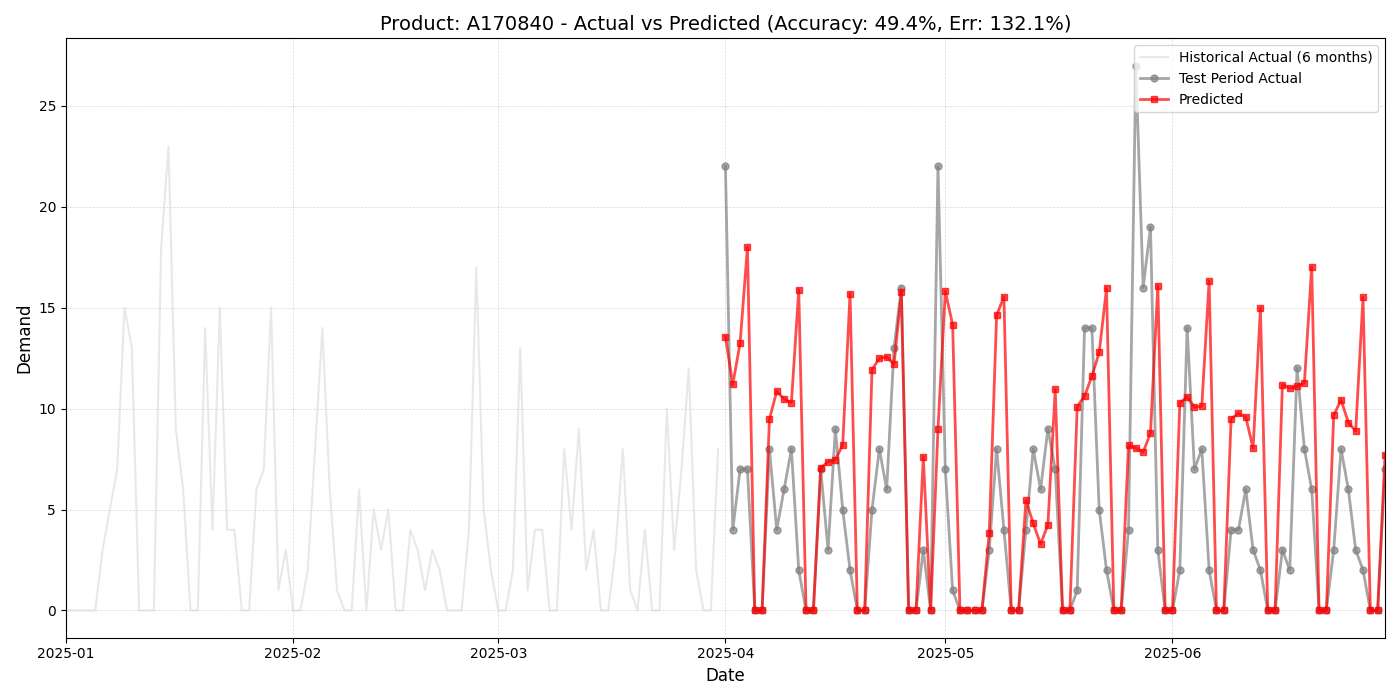 Product: A170840 - Actual vs Predicted (Accuracy: 49.4%, Err: 132.1%)
Historical Actual (6 months)
Test Period Actual
Predicted
Demand
25
20
15
10
5
0
2025-01
2025-02
2025-03
2025-04
2025-05
2025-06
Date